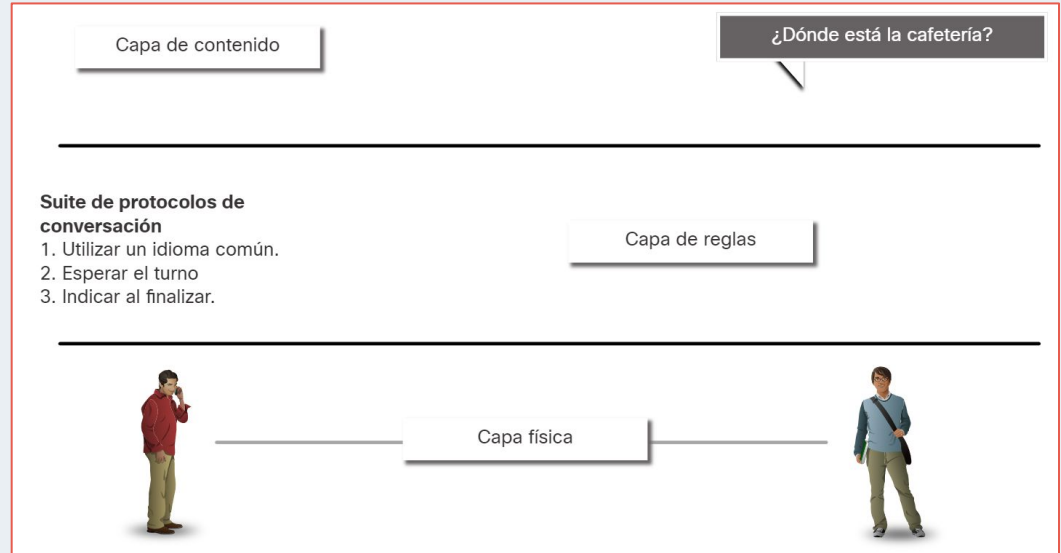 Capa de contenido
¿Dónde está la cafetería?
Suite de protocolos de
conversación
1. Utilizar un idioma común.
2. Esperar el turno
3. Indicar al finalizar.
Capa de reglas
Capa física